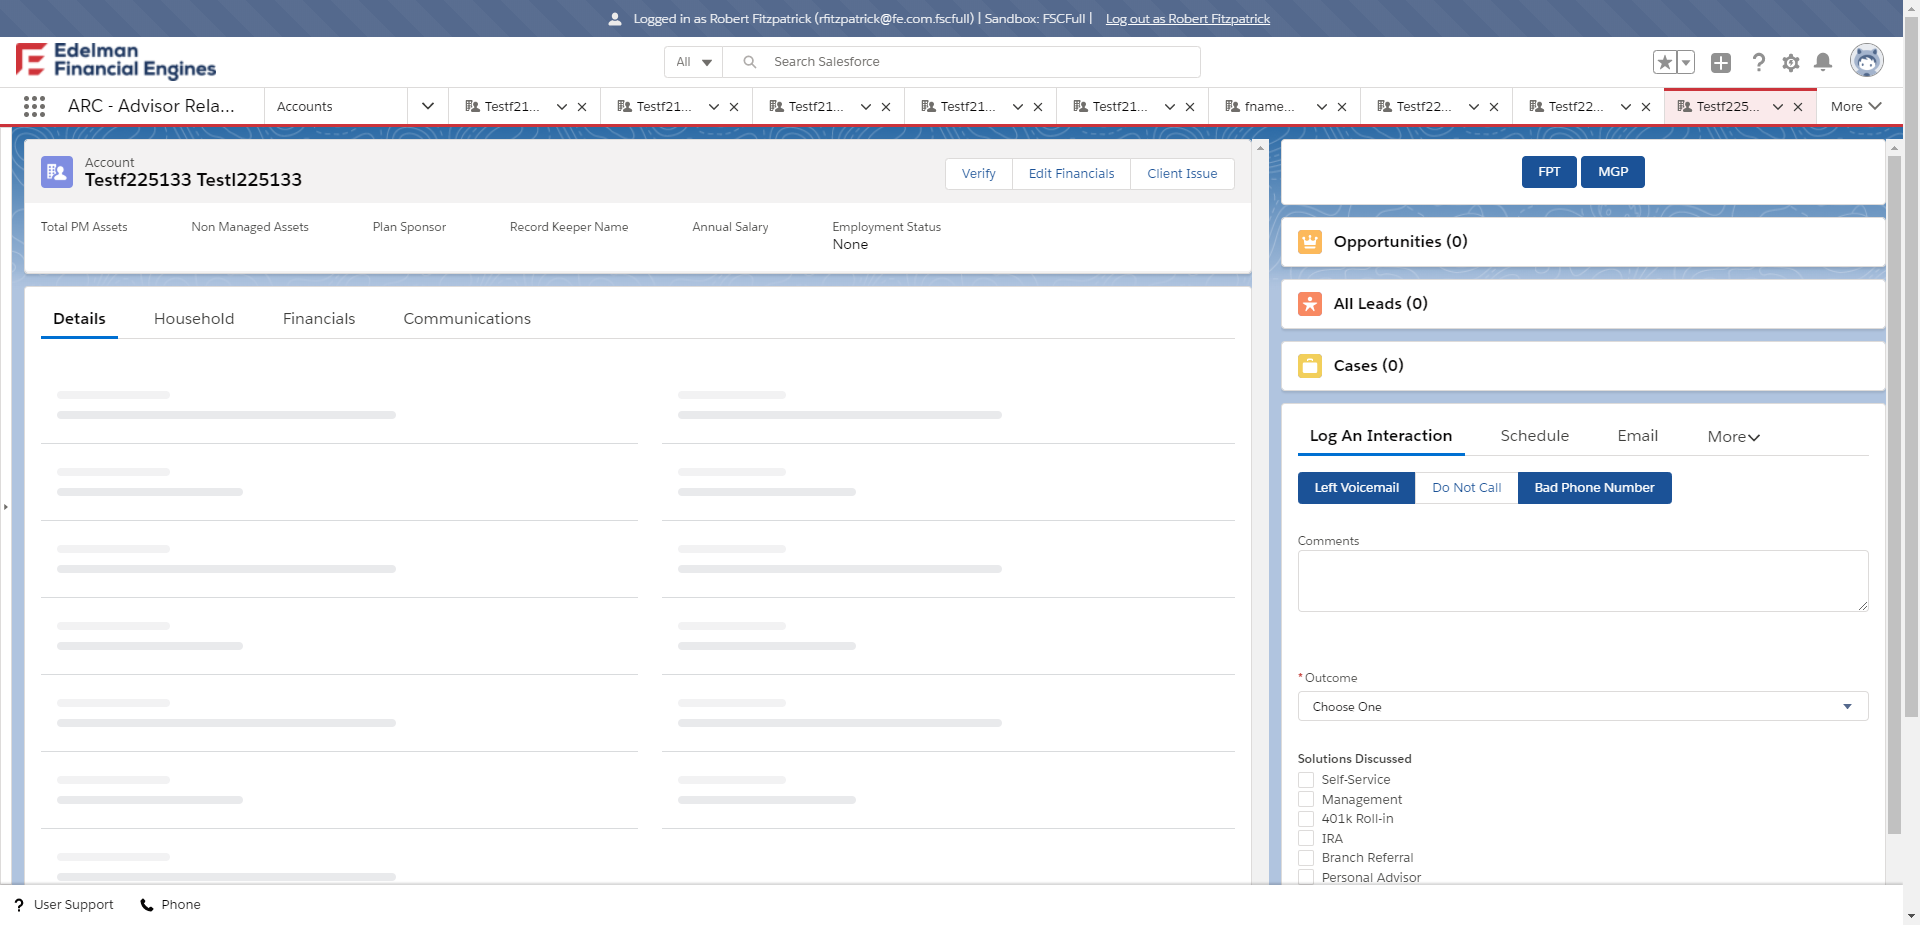 Logged in as Robert Fitzpatrick (rfitzpatrick@fe.com.fscfull) | Sandbox: FSCFull | Log out as Robert Fitzpatrick
Edelman
Financial Engines
All
Search Salesforce
ARC - Advisor Rela...
Accounts
Testf21...
Testf21...
Testf21...
Testf21...
Testf21...
fname...
Testf22...
Testf22...
Testf225...
More
Account
Testf225133 Testl225133
Verify
Edit Financials
Client Issue
Total PM Assets
Non Managed Assets
Plan Sponsor
Record Keeper Name
Annual Salary
Employment Status
None
Details
Household
Financials
Communications
FPT
MGP
Opportunities (0)
All Leads (0)
Cases (0)
Log An Interaction
Schedule
Email
More
Left Voicemail
Do Not Call
Bad Phone Number
Comments
*Outcome
Choose One
Solutions Discussed
Self-Service
Management
401k Roll-in
IRA
Branch Referral
Personal Advisor
? User Support
Phone